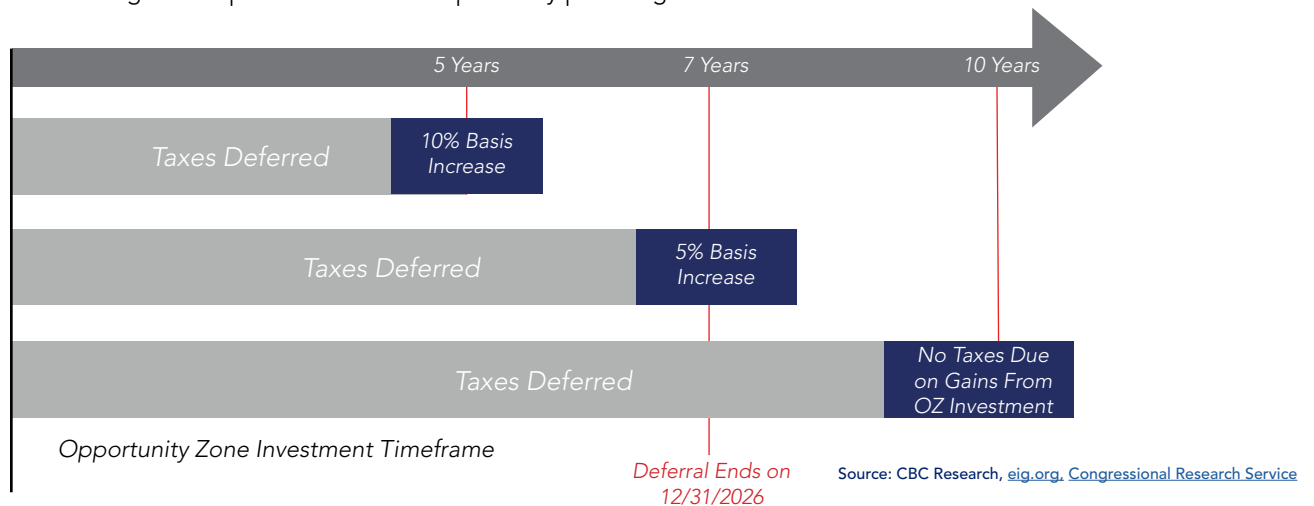 5 Years
7 Years
10 Years
Taxes Deferred
10% Basis
Increase
Taxes Deferred
5% Basis
Increase
Taxes Deferred
No Taxes Due
on Gains From
OZ Investment
Opportunity Zone Investment Timeframe
Deferral Ends on
12/31/2026
Source: CBC Research, eig.org, Congressional Research Service